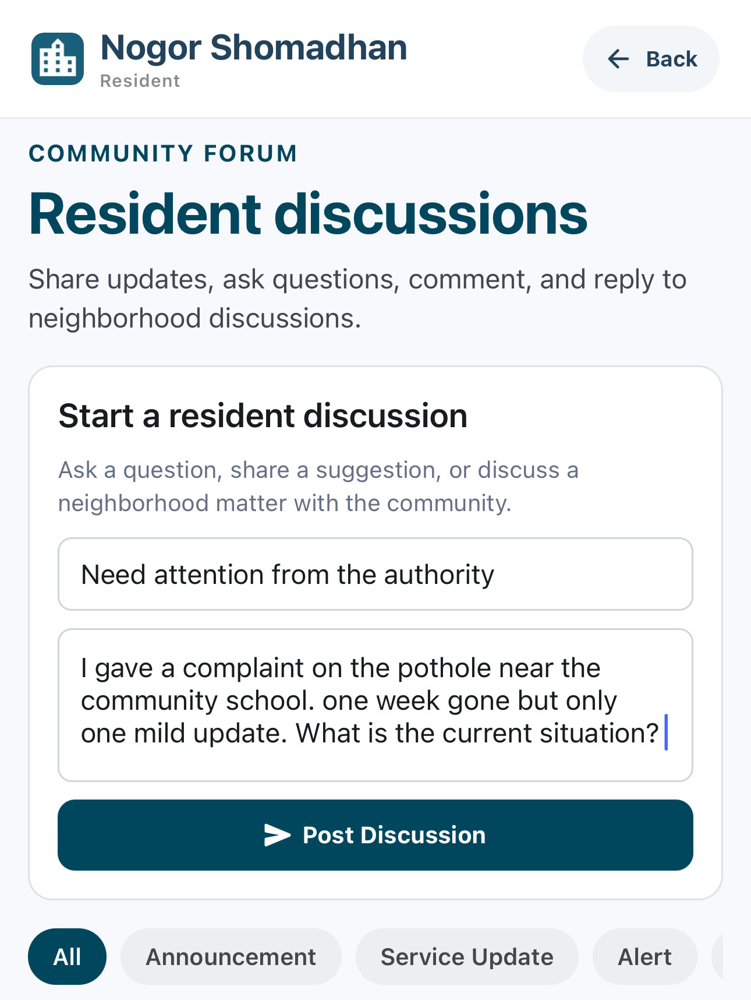 Nogor Shomadhan
Resident
Back
COMMUNITY FORUM
Resident discussions
Share updates, ask questions, comment, and reply to
neighborhood discussions.
Start a resident discussion
Ask a question, share a suggestion, or discuss a
neighborhood matter with the community.
Need attention from the authority
I gave a complaint on the pothole near the
community school. one week gone but only
one mild update. What is the current situation?
Post Discussion
All
Announcement
Service Update
Alert